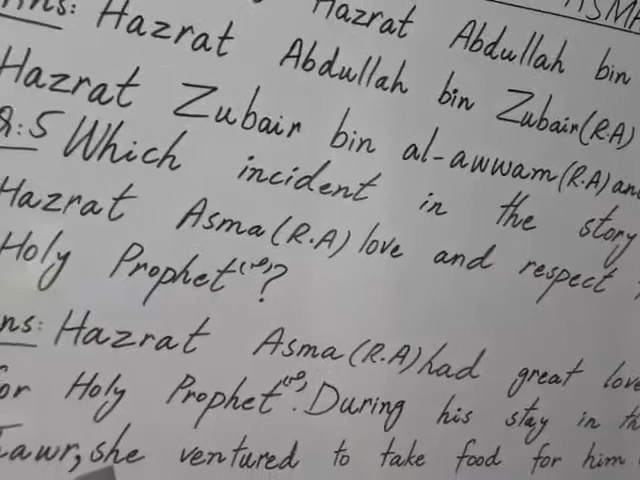 ASMA
Hazrat Abdullah bin
Ans: Hazrat Abdullah bin Zubair (R.A)
Hazrat Zubair bin al-awwam (R.A) and
Q:5 Which incident in the story
Hazrat Asma (R.A) love and respect
Holy Prophet ?
Ans: Hazrat Asma (R.A) had great love
for Holy Prophet . During his stay in the
Tawr, she ventured to take food for him